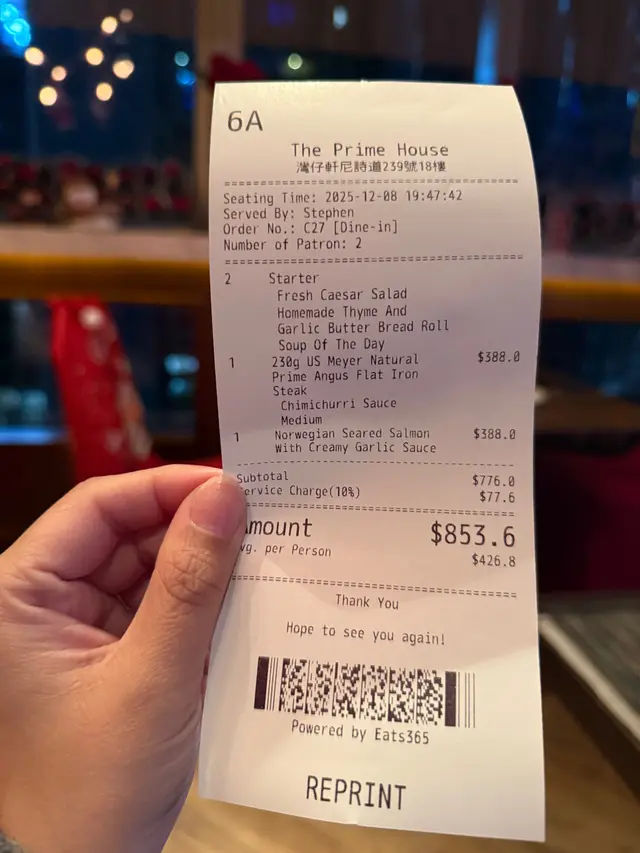 6A
The Prime House
灣仔軒尼詩道239號18樓
Seating Time: 2025-12-08 19:47:42
Served By: Stephen
Order No.: C27 [Dine-in]
Number of Patron: 2
2 Starter
Fresh Caesar Salad
Homemade Thyme And
Garlic Butter Bread Roll
Soup Of The Day
1 230g US Meyer Natural $388.0
Prime Angus Flat Iron
Steak
Chimichurri Sauce
Medium
1 Norwegian Seared Salmon $388.0
With Creamy Garlic Sauce
Subtotal $776.0
ervice Charge(10%) $77.6
Amount $853.6
vg. per Person $426.8
Thank You
Hope to see you again!
Powered by Eats365
REPRINT